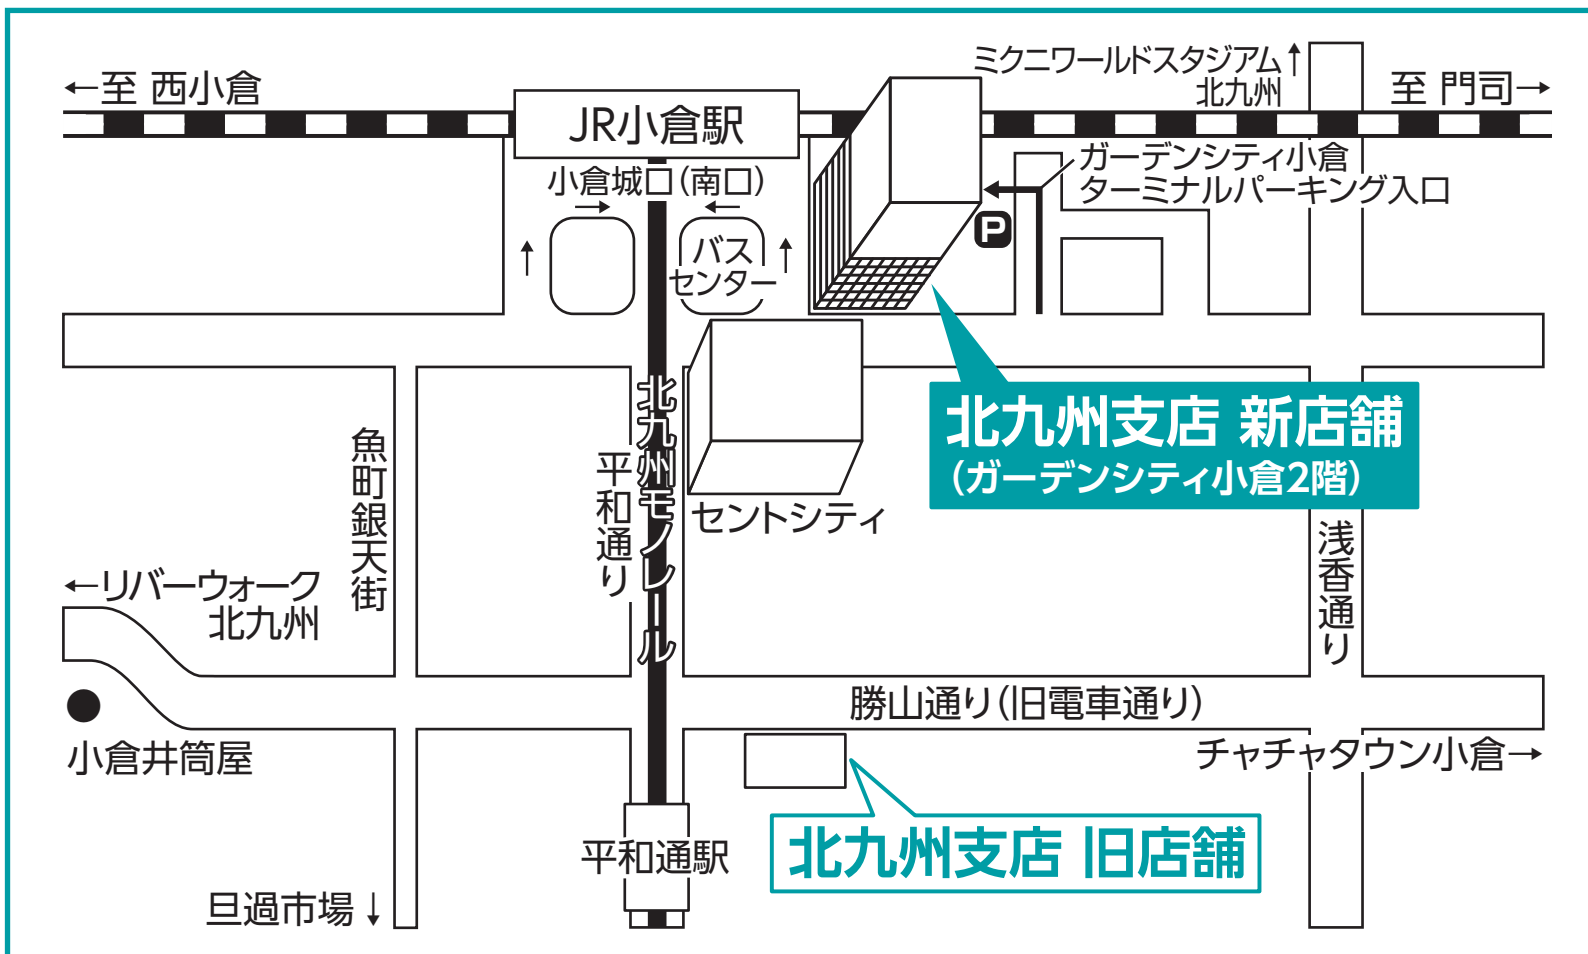 ミクニワールドスタジアム↑
北九州
←至 西小倉
至 門司→
JR小倉駅
小倉城口(南口)
→
←
ガーデンシティ小倉
ターミナルパーキング入口
P
↑
バス
センター
↑
北九州支店 新店舗
(ガーデンシティ小倉2階)
北九州モノレール
魚町銀天街
平和通り
セントシティ
浅香通り
←リバーウォーク
北九州
勝山通り(旧電車通り)
小倉井筒屋
チャチャタウン小倉→
北九州支店 旧店舗
平和通駅
旦過市場↓